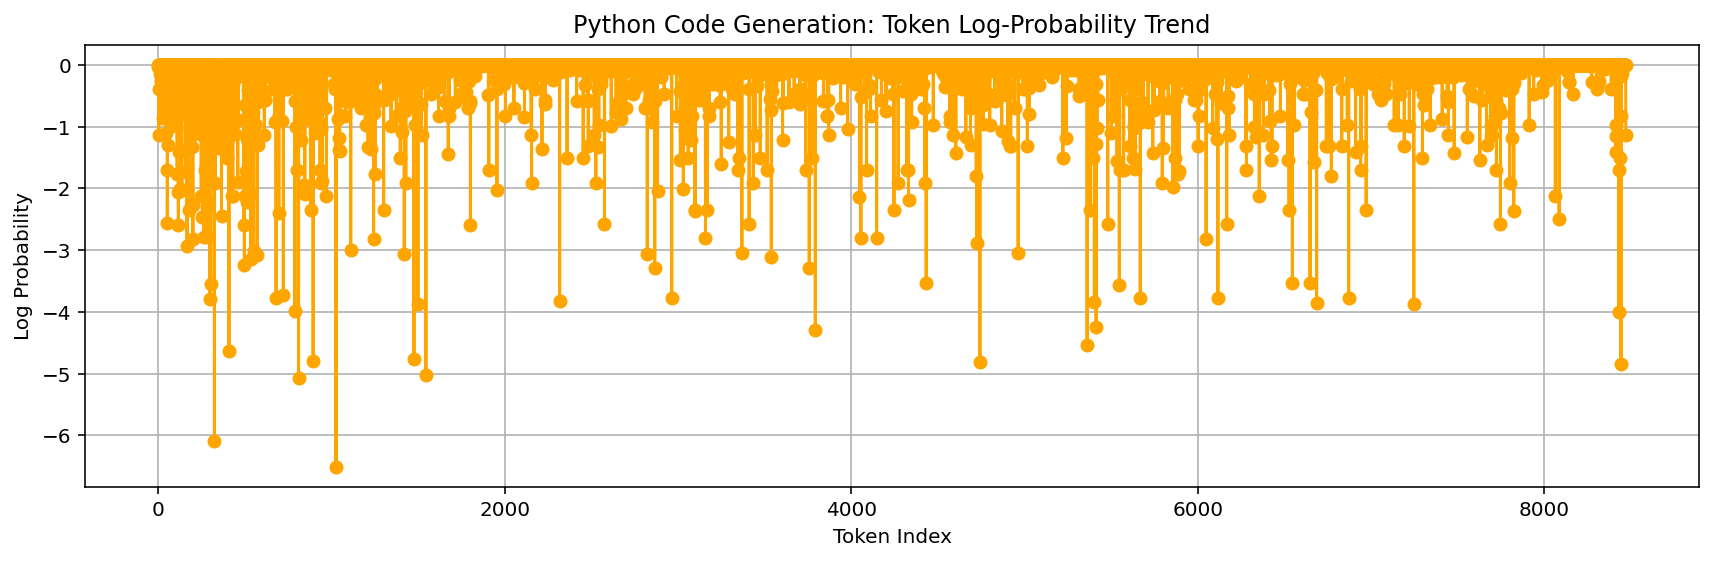 Python Code Generation: Token Log-Probability Trend
Log Probability
0
−1
−2
−3
−4
−5
−6
0 2000 4000 6000 8000
Token Index